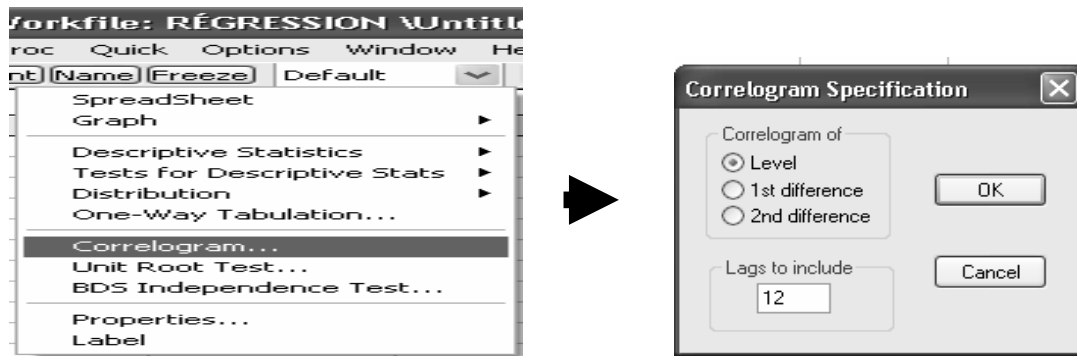 Workfile: RÉGRESSION \Untitle
roc Quick Options Window He
nt Name Freeze Default
SpreadSheet
Graph
Descriptive Statistics
Tests for Descriptive Stats
Distribution
One-Way Tabulation...
Correlogram...
Unit Root Test...
BDS Independence Test...
Properties...
Label
Correlogram Specification
Correlogram of
Level
1st difference
2nd difference
OK
Lags to include
12
Cancel